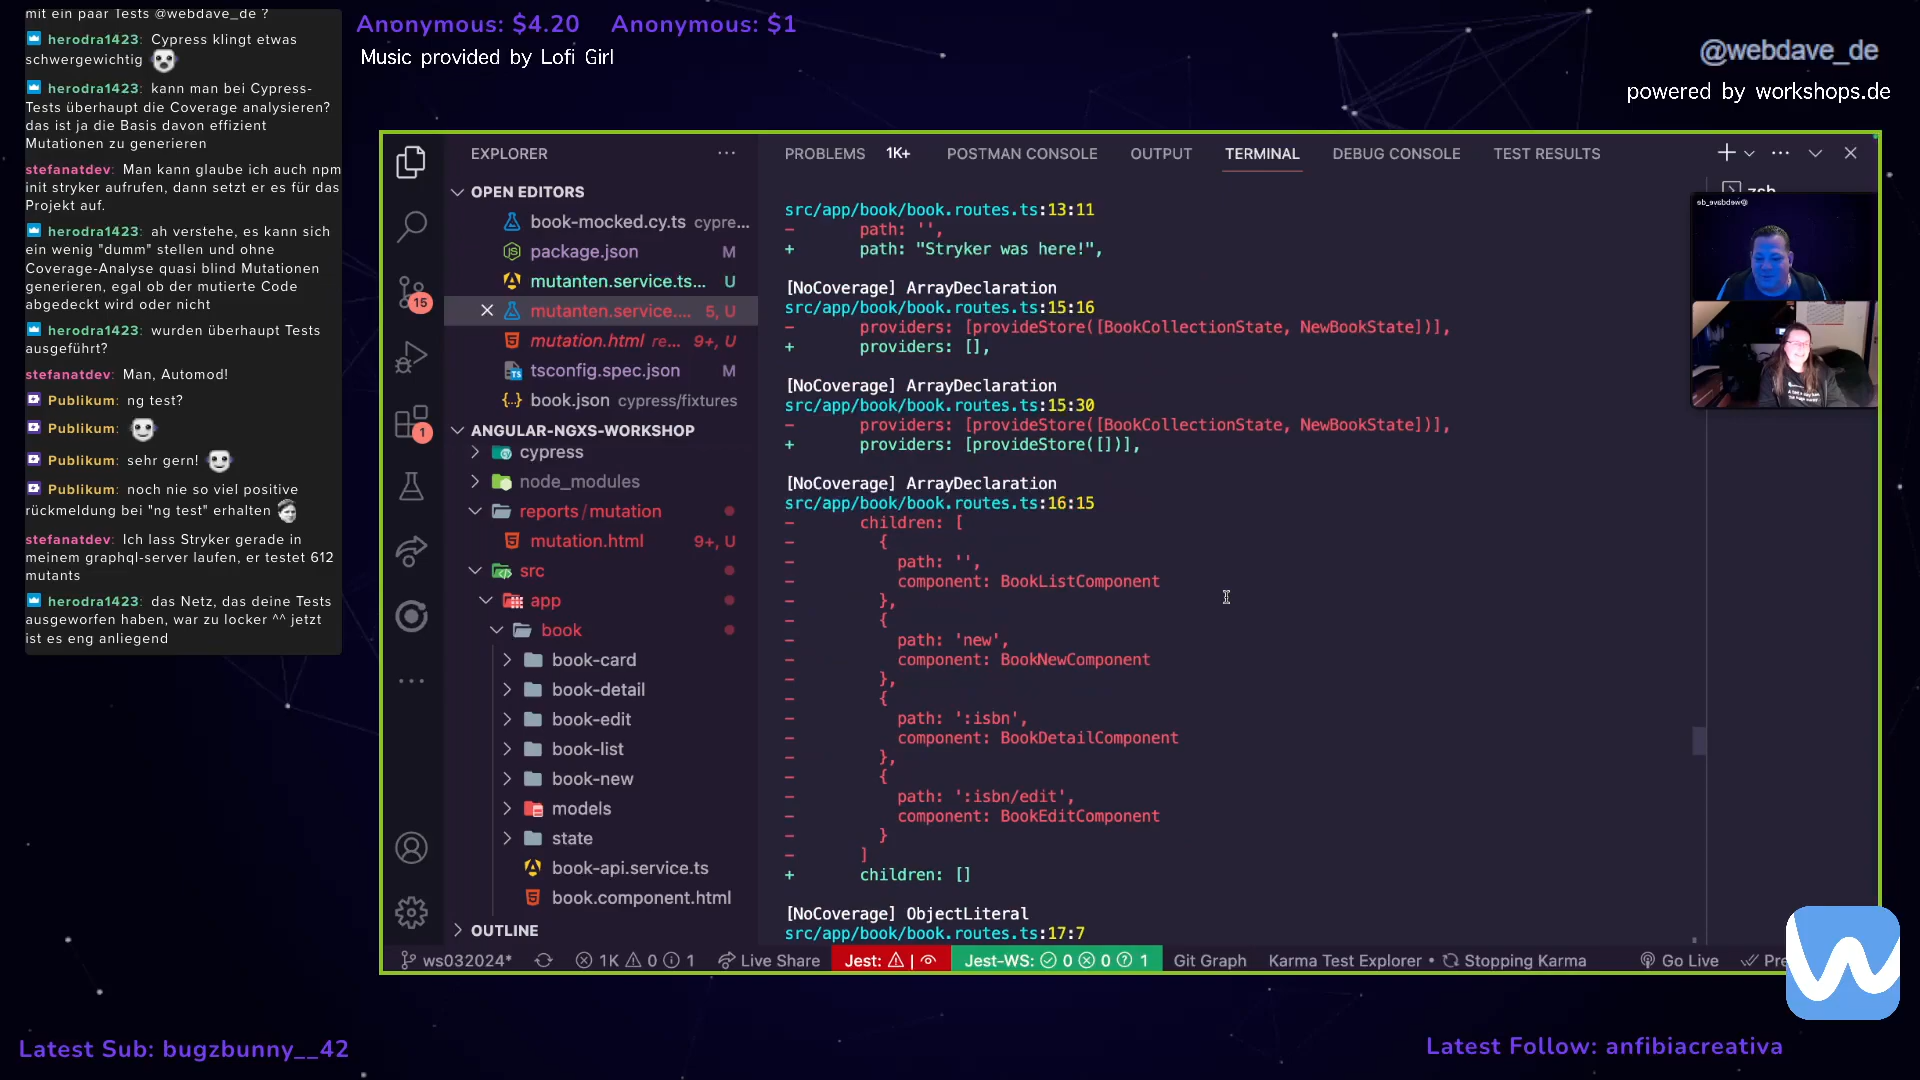 mit ein paar Tests @webdave_de ?
herodra1423: Cypress klingt etwas
schwergewichtig
herodra1423: kann man bei Cypress-
Tests überhaupt die Coverage analysieren?
das ist ja die Basis davon effizient
Mutationen zu generieren
stefanatdev: Man kann glaube ich auch npm
init stryker aufrufen, dann setzt er es für das
Projekt auf.
herodra1423: ah verstehe, es kann sich
ein wenig "dumm" stellen und ohne
Coverage-Analyse quasi blind Mutationen
generieren, egal ob der mutierte Code
abgedeckt wird oder nicht
herodra1423: wurden überhaupt Tests
ausgeführt?
stefanatdev: Man, Automod!
Publikum: ng test?
Publikum:
Publikum: sehr gern!
Publikum: noch nie so viel positive
rückmeldung bei "ng test" erhalten
stefanatdev: Ich lass Stryker gerade in
meinem graphql-server laufen, er testet 612
mutants
herodra1423: das Netz, das deine Tests
ausgeworfen haben, war zu locker ^^ jetzt
ist es eng anliegend
Anonymous: $4.20 Anonymous: $1
Music provided by Lofi Girl
@webdave_de
powered by workshops.de
EXPLORER
OPEN EDITORS
book-mocked.cy.ts cypre...
package.json M
mutanten.service.ts... U
mutanten.service.... 5, U
mutation.html re... 9+, U
tsconfig.spec.json M
book.json cypress/fixtures
ANGULAR-NGXS-WORKSHOP
cypress
node_modules
reports/mutation
mutation.html 9+, U
src
app
book
book-card
book-detail
book-edit
book-list
book-new
models
state
book-api.service.ts
book.component.html
OUTLINE
15
1
PROBLEMS 1K+ POSTMAN CONSOLE OUTPUT TERMINAL DEBUG CONSOLE TEST RESULTS
zsh
@webdave_de
src/app/book/book.routes.ts:13:11
- path: '',
+ path: "Stryker was here!",
[NoCoverage] ArrayDeclaration
src/app/book/book.routes.ts:15:16
- providers: [provideStore([BookCollectionState, NewBookState])],
+ providers: [],
[NoCoverage] ArrayDeclaration
src/app/book/book.routes.ts:15:30
- providers: [provideStore([BookCollectionState, NewBookState])],
+ providers: [provideStore([])],
[NoCoverage] ArrayDeclaration
src/app/book/book.routes.ts:16:15
- children: [
- {
- path: '',
- component: BookListComponent
- },
- {
- path: 'new',
- component: BookNewComponent
- },
- {
- path: ':isbn',
- component: BookDetailComponent
- },
- {
- path: ':isbn/edit',
- component: BookEditComponent
- }
- ]
+ children: []
[NoCoverage] ObjectLiteral
src/app/book/book.routes.ts:17:7
ws032024* 1K 0 1 Live Share Jest: | Jest-WS: 0 0 1 Git Graph Karma Test Explorer • Stopping Karma Go Live Pre
Latest Sub: bugzbunny__42
Latest Follow: anfibiacreativa